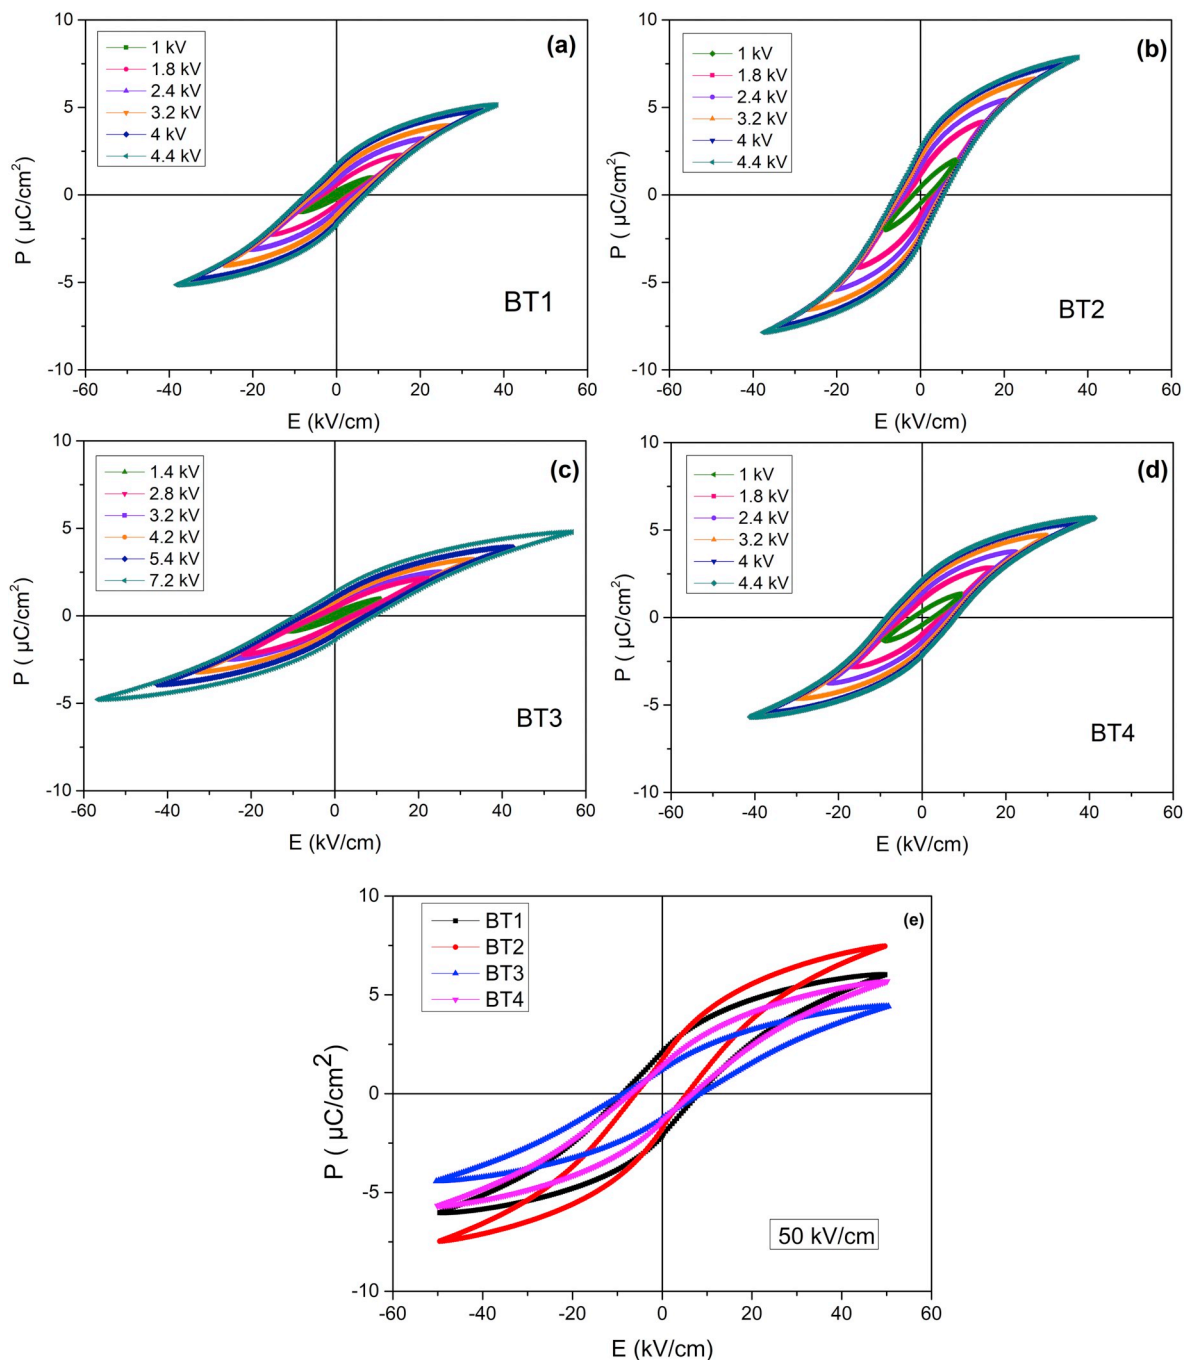 (a)
1 kV
1.8 kV
2.4 kV
3.2 kV
4 kV
4.4 kV
10
5
0
-5
-10
P ( µC/cm²)
BT1
-60 -40 -20 0 20 40 60
E (kV/cm)
(b)
1 kV
1.8 kV
2.4 kV
3.2 kV
4 kV
4.4 kV
10
5
0
-5
-10
P ( µC/cm²)
BT2
-60 -40 -20 0 20 40 60
E (kV/cm)
(c)
1.4 kV
2.8 kV
3.2 kV
4.2 kV
5.4 kV
7.2 kV
10
5
0
-5
-10
P ( µC/cm²)
BT3
-60 -40 -20 0 20 40 60
E (kV/cm)
(d)
1 kV
1.8 kV
2.4 kV
3.2 kV
4 kV
4.4 kV
10
5
0
-5
-10
P ( µC/cm²)
BT4
-60 -40 -20 0 20 40 60
E (kV/cm)
(e)
BT1
BT2
BT3
BT4
10
5
0
-5
-10
P ( µC/cm²)
50 kV/cm
-60 -40 -20 0 20 40 60
E (kV/cm)